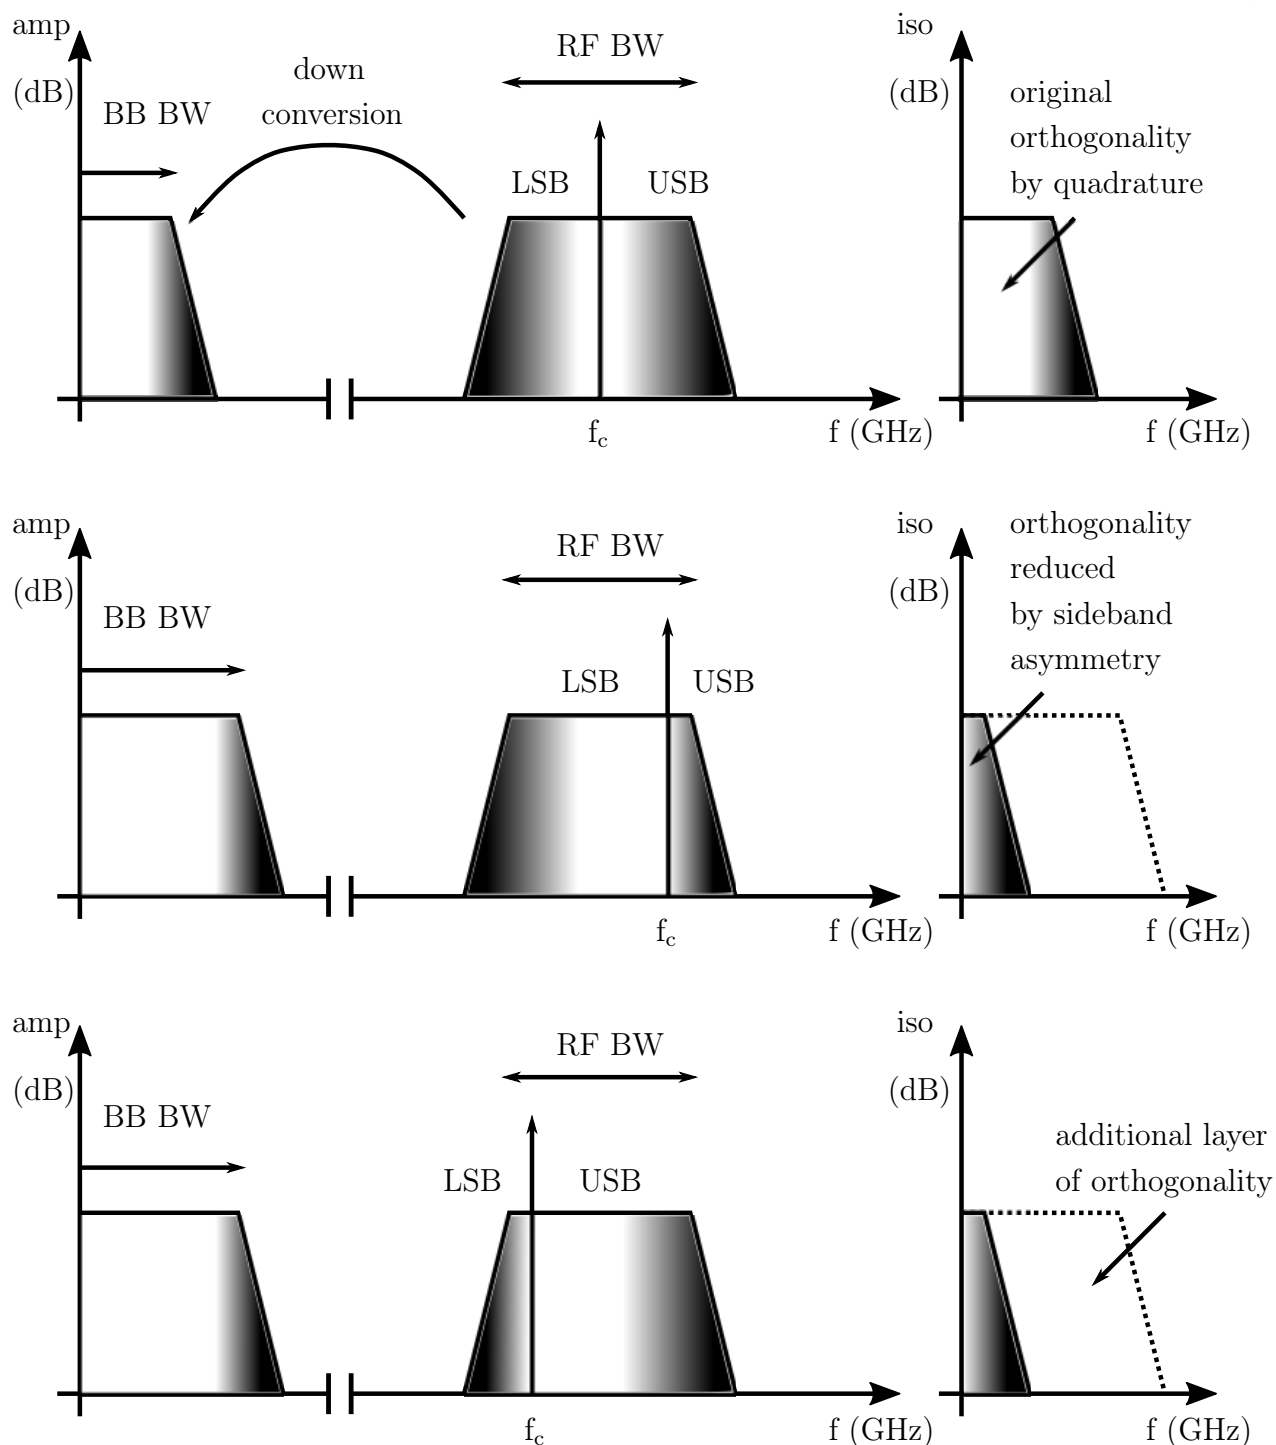 amp
(dB)
BB BW
down
conversion
RF BW
LSB
USB
f_c
f (GHz)
iso
(dB)
original
orthogonality
by quadrature
f (GHz)
amp
(dB)
BB BW
RF BW
LSB
USB
f_c
f (GHz)
iso
(dB)
orthogonality
reduced
by sideband
asymmetry
f (GHz)
amp
(dB)
BB BW
RF BW
LSB
USB
f_c
f (GHz)
iso
(dB)
additional layer
of orthogonality
f (GHz)